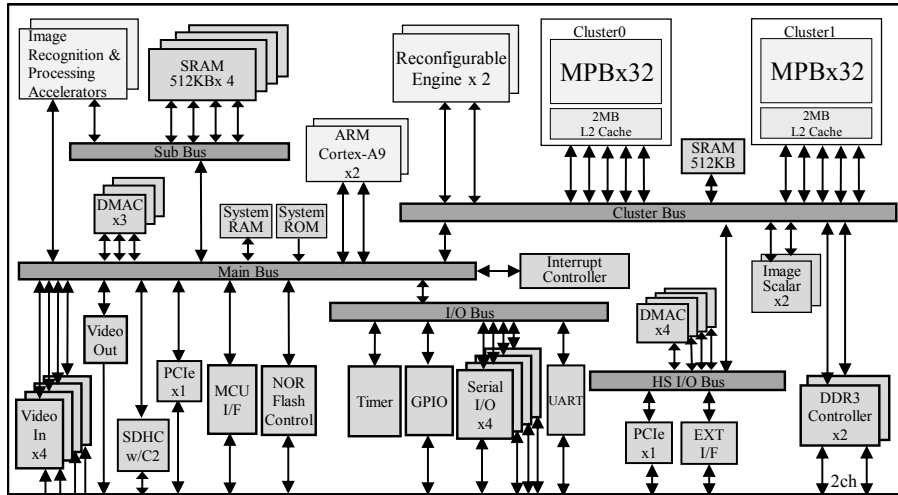 Image
Recognition &
Processing
Accelerators
SRAM
512KBx 4
Reconfigurable
Engine x 2
Cluster0
MPBx32
2MB
L2 Cache
Cluster1
MPBx32
2MB
L2 Cache
Sub Bus
ARM
Cortex-A9
x2
SRAM
512KB
DMAC
x3
System
RAM
System
ROM
Cluster Bus
Main Bus
Interrupt
Controller
Image
Scalar
x2
I/O Bus
DMAC
x4
Video
Out
PCIe
x1
MCU
I/F
NOR
Flash
Control
Timer
GPIO
Serial
I/O
x4
UART
HS I/O Bus
Video
In
x4
SDHC
w/C2
PCIe
x1
EXT
I/F
DDR3
Controller
x2
2ch